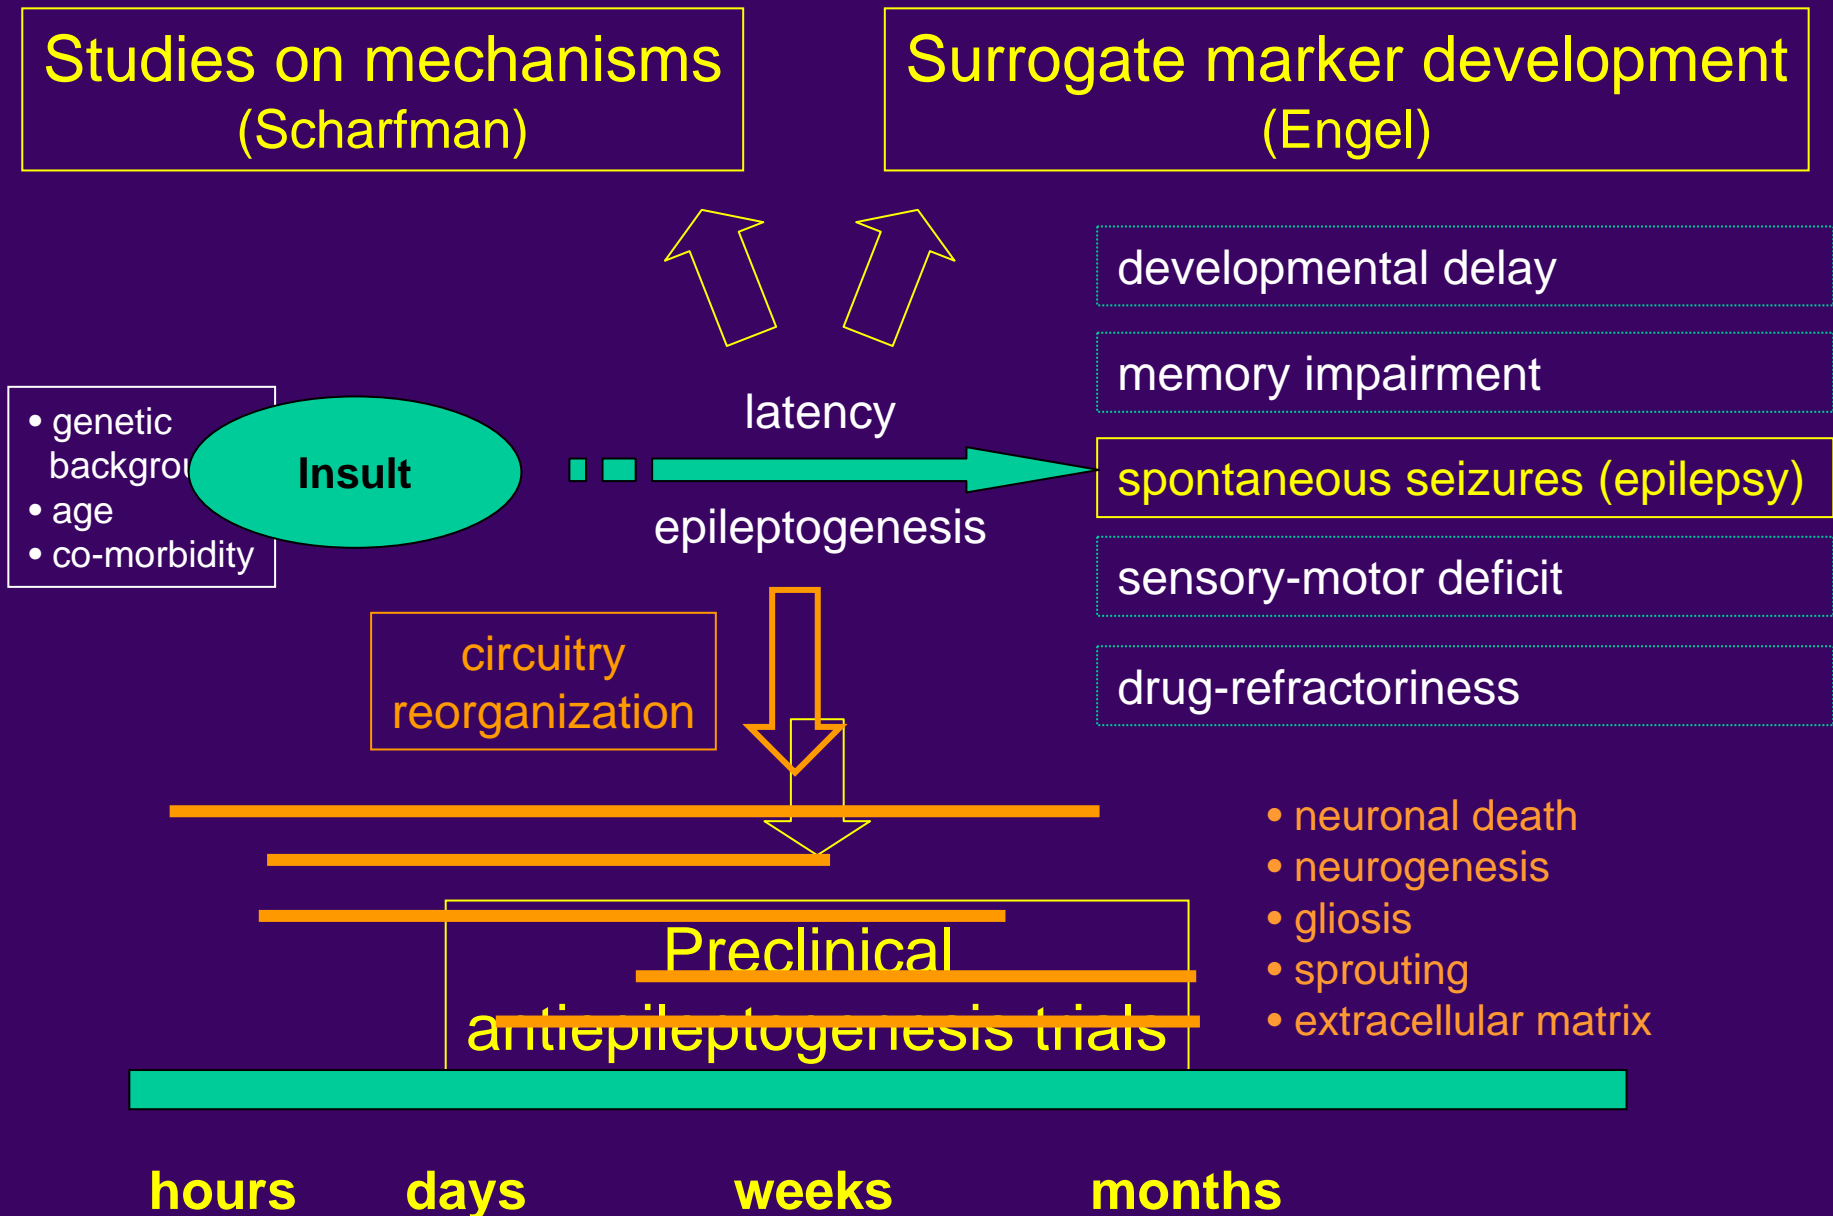 Studies on mechanisms
(Scharfman)
Surrogate marker development
(Engel)
developmental delay
memory impairment
spontaneous seizures (epilepsy)
sensory-motor deficit
drug-refractoriness
• genetic
backgrou
• age
• co-morbidity
Insult
latency
epileptogenesis
circuitry
reorganization
• neuronal death
• neurogenesis
• gliosis
• sprouting
• extracellular matrix
Preclinical
antiepileptogenesis trials
hours days weeks months